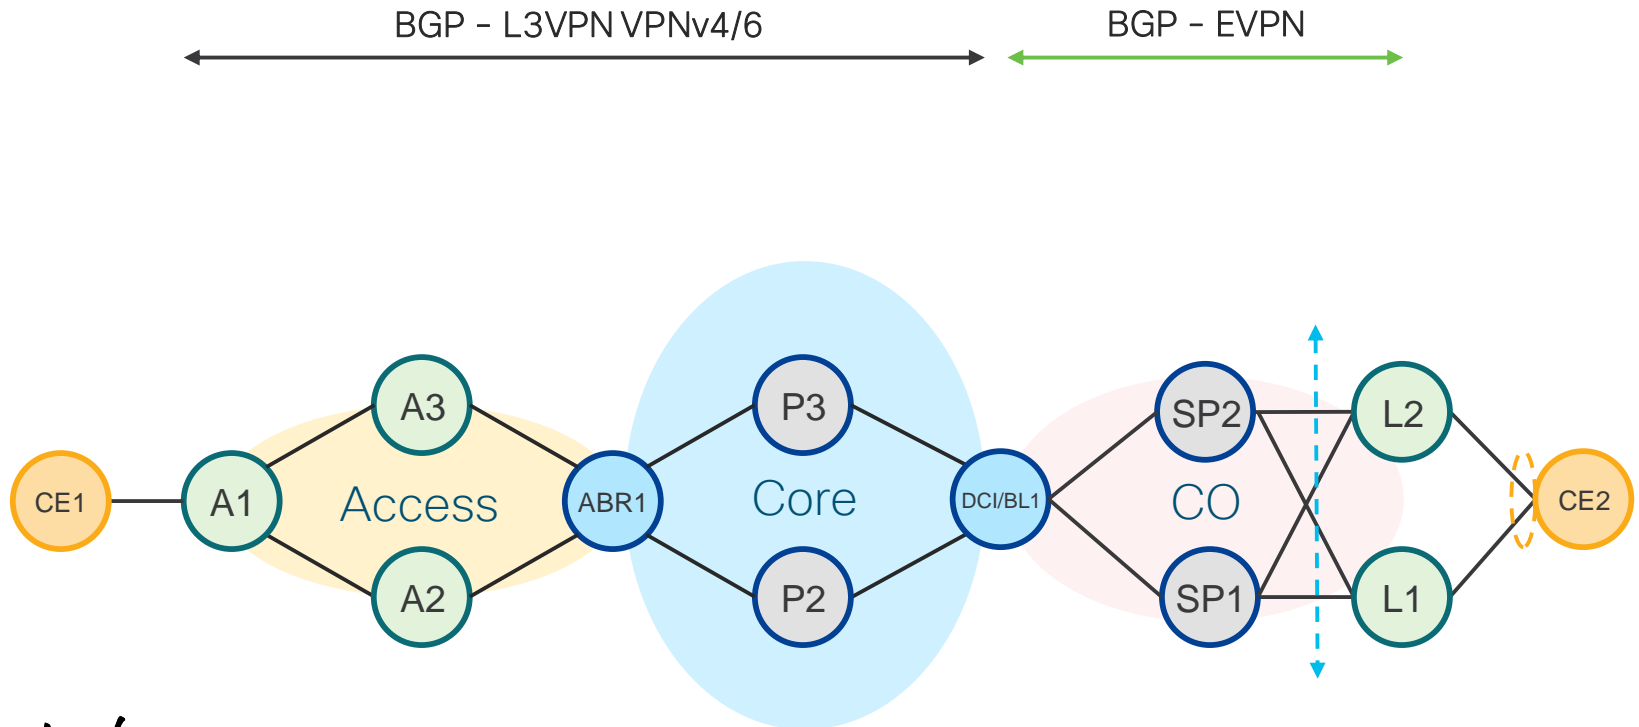 BGP – L3VPN VPNv4/6
BGP – EVPN
A3
P3
SP2
L2
CE1
A1
Access
ABR1
Core
DCI/BL1
CO
CE2
A2
P2
SP1
L1